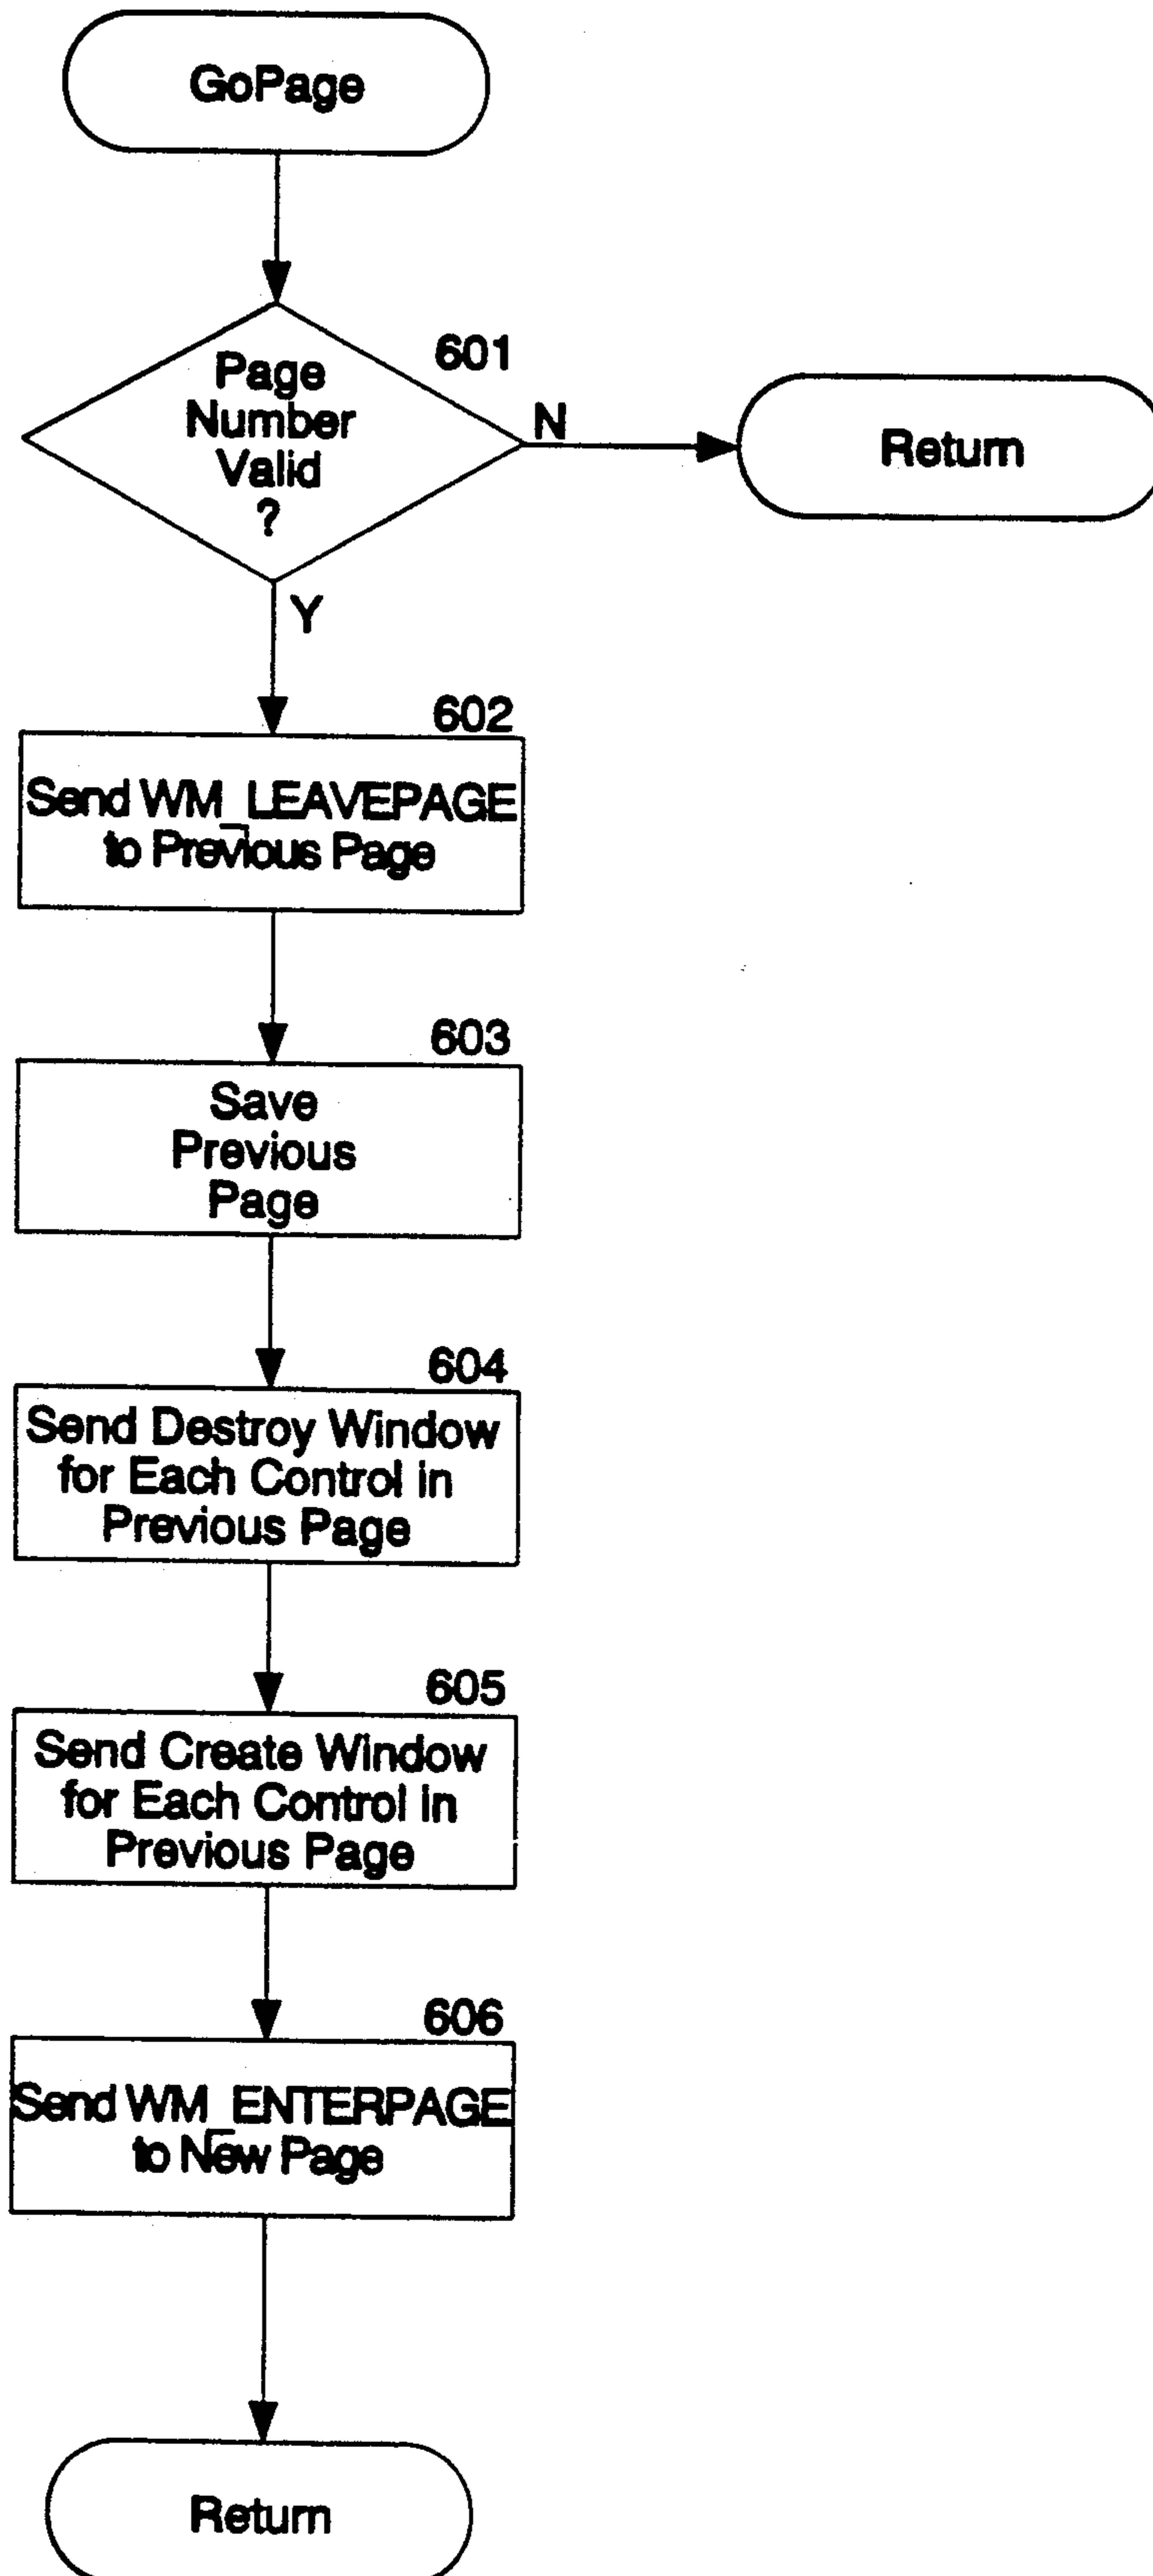 GoPage
601
Page
Number
Valid
?
N
Return
Y
602
Send WM_LEAVEPAGE
to Previous Page
603
Save
Previous
Page
604
Send Destroy Window
for Each Control in
Previous Page
605
Send Create Window
for Each Control in
Previous Page
606
Send WM_ENTERPAGE
to New Page
Return